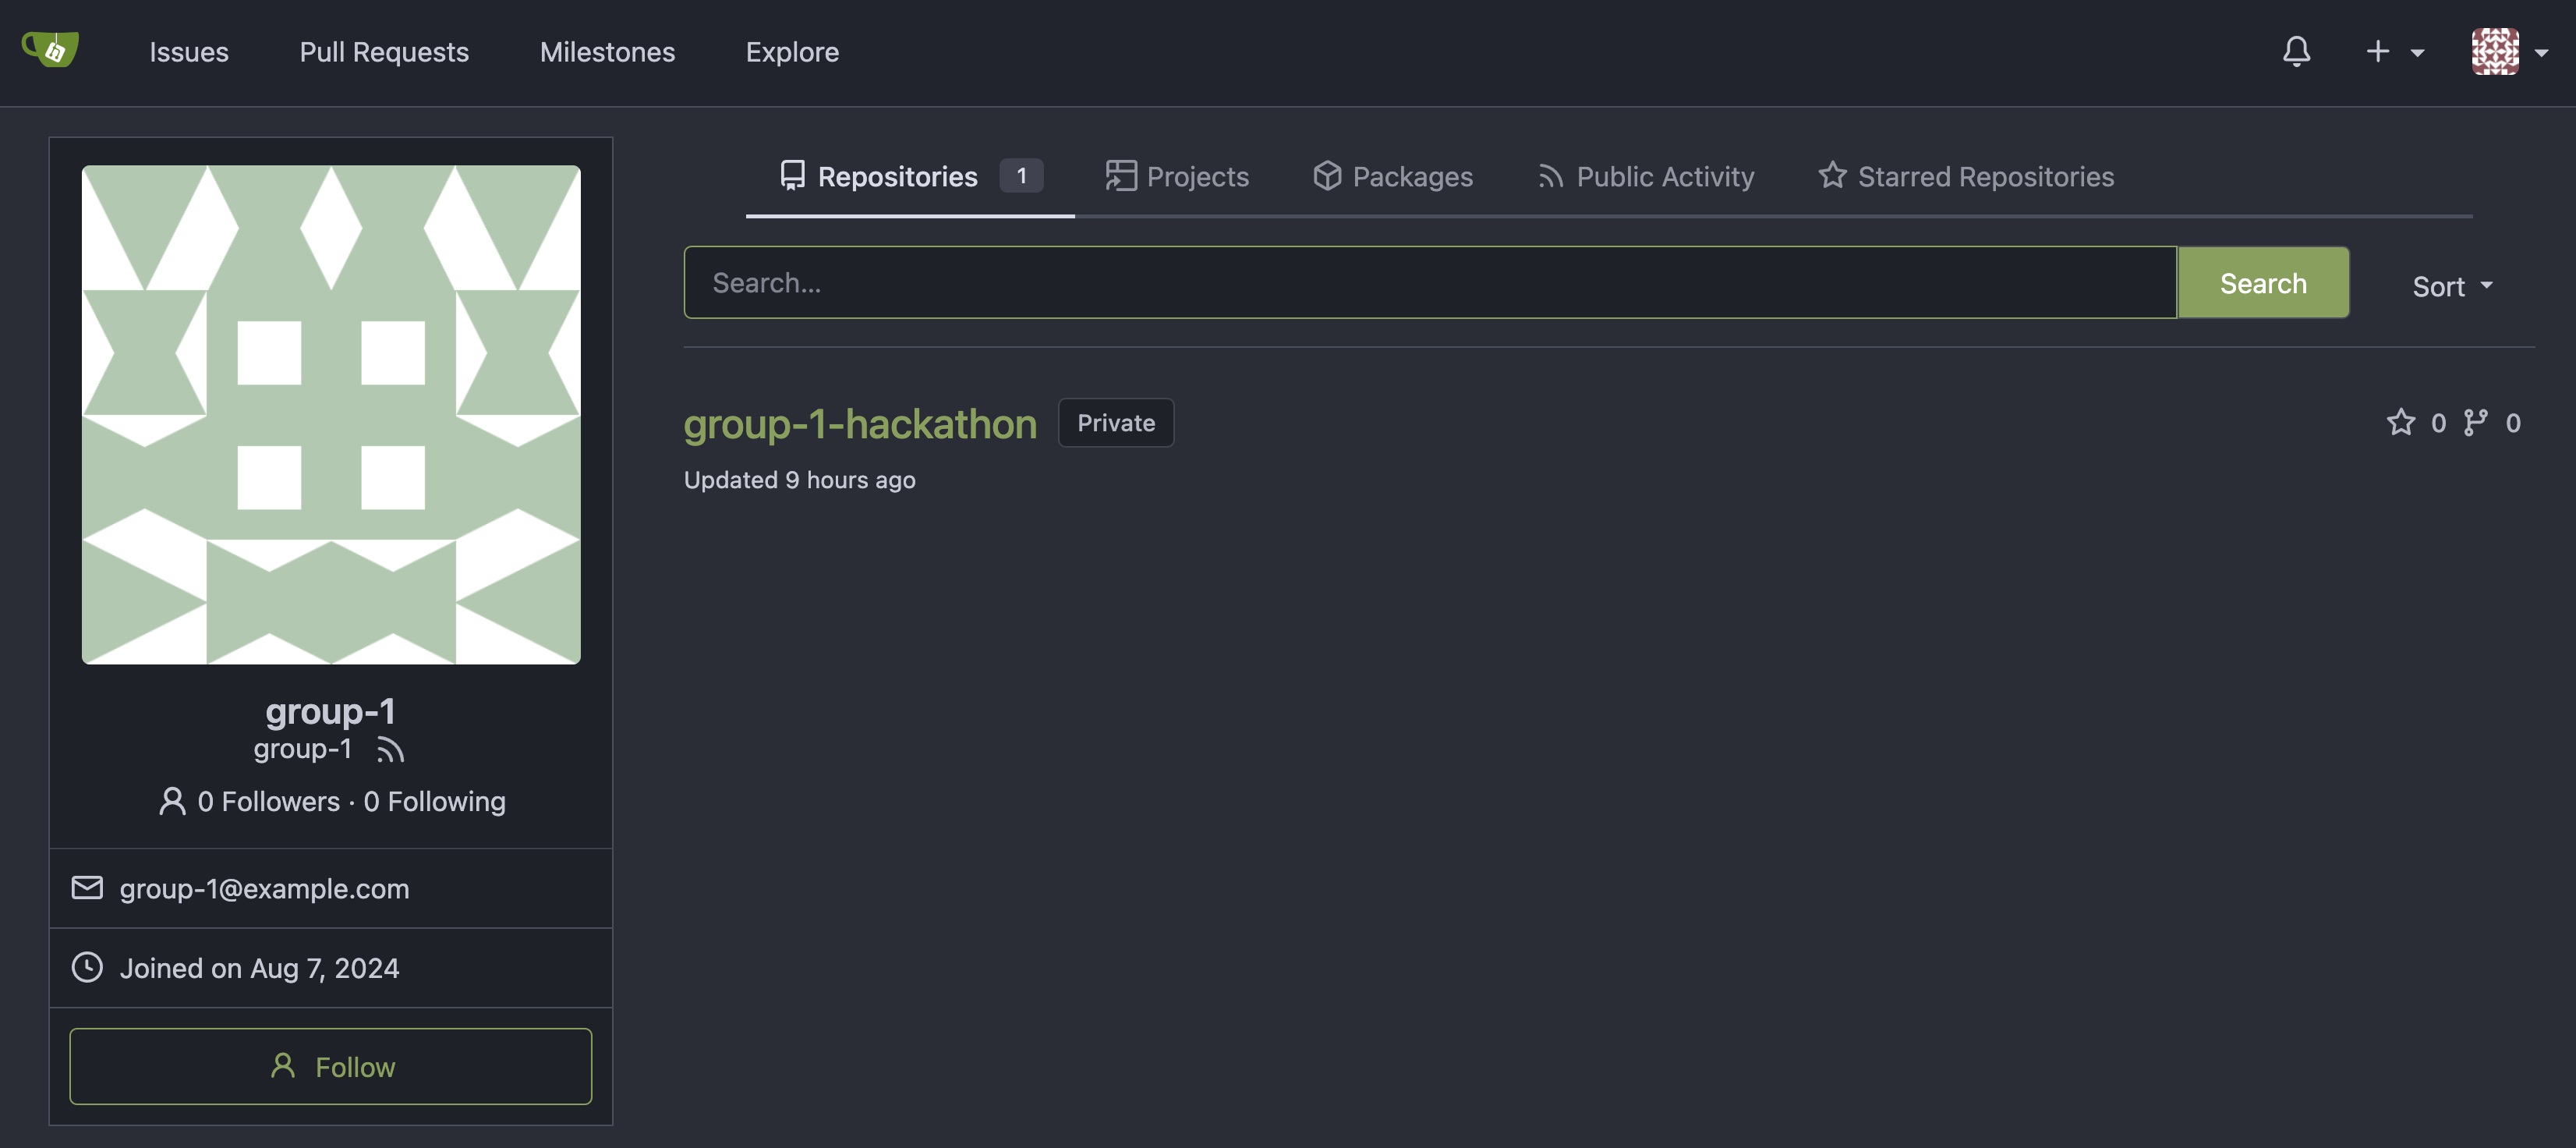 Issues Pull Requests Milestones Explore
Repositories 1 Projects Packages Public Activity Starred Repositories
Search... Search Sort
group-1-hackathon Private 0 0
Updated 9 hours ago
group-1
group-1
0 Followers · 0 Following
group-1@example.com
Joined on Aug 7, 2024
Follow